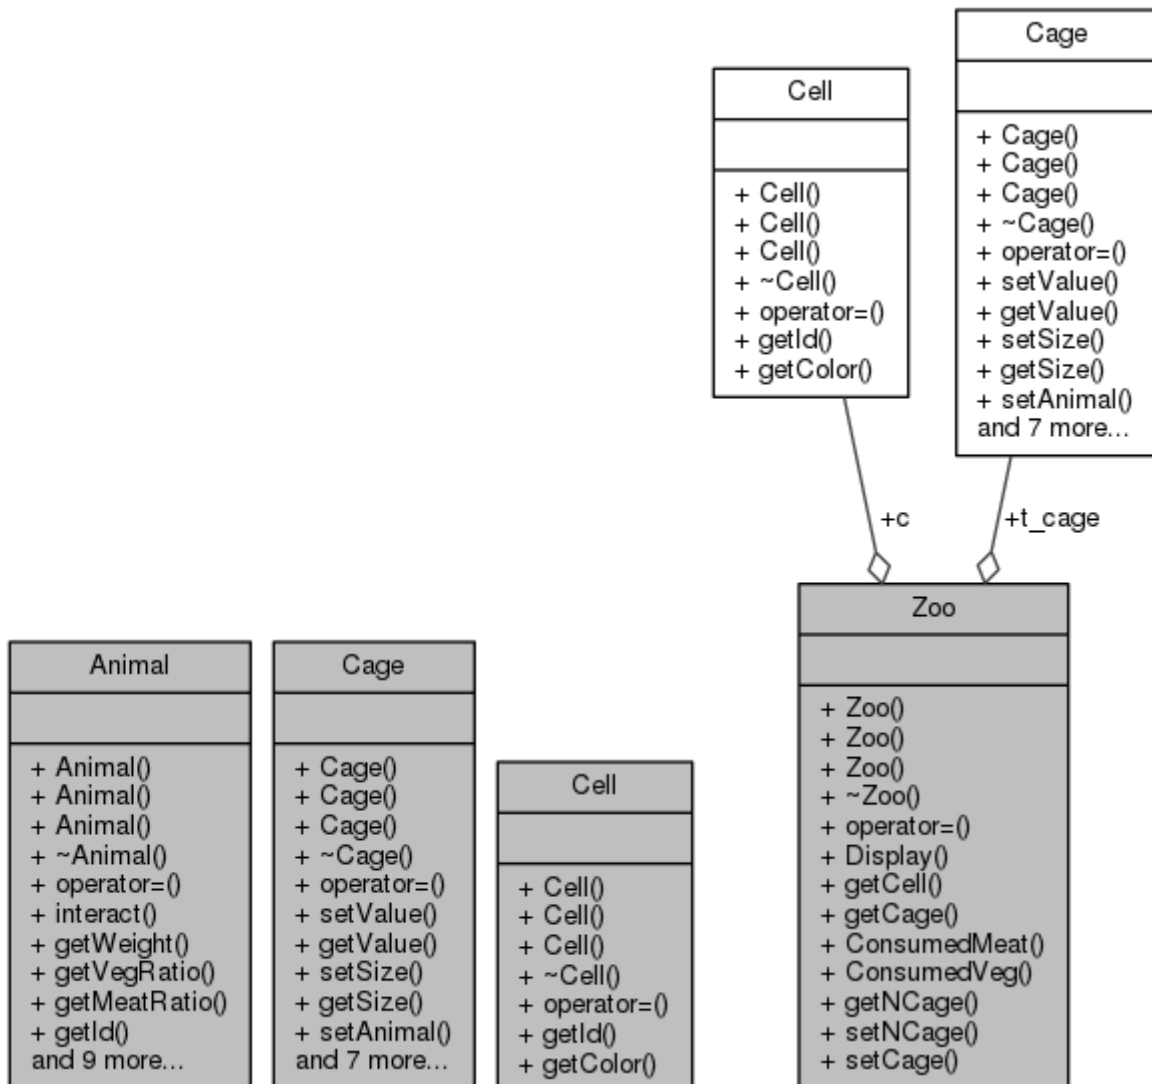 Cage
+ Cage()
+ Cage()
+ Cage()
+ ~Cage()
+ operator=()
+ setValue()
+ getValue()
+ setSize()
+ getSize()
+ setAnimal()
and 7 more...
Cell
+ Cell()
+ Cell()
+ Cell()
+ ~Cell()
+ operator=()
+ getId()
+ getColor()
+c
+t_cage
Zoo
+ Zoo()
+ Zoo()
+ Zoo()
+ ~Zoo()
+ operator=()
+ Display()
+ getCell()
+ getCage()
+ ConsumedMeat()
+ ConsumedVeg()
+ getNCage()
+ setNCage()
+ setCage()
Animal
+ Animal()
+ Animal()
+ Animal()
+ ~Animal()
+ operator=()
+ interact()
+ getWeight()
+ getVegRatio()
+ getMeatRatio()
+ getId()
and 9 more...
Cage
+ Cage()
+ Cage()
+ Cage()
+ ~Cage()
+ operator=()
+ setValue()
+ getValue()
+ setSize()
+ getSize()
+ setAnimal()
and 7 more...
Cell
+ Cell()
+ Cell()
+ Cell()
+ ~Cell()
+ operator=()
+ getId()
+ getColor()